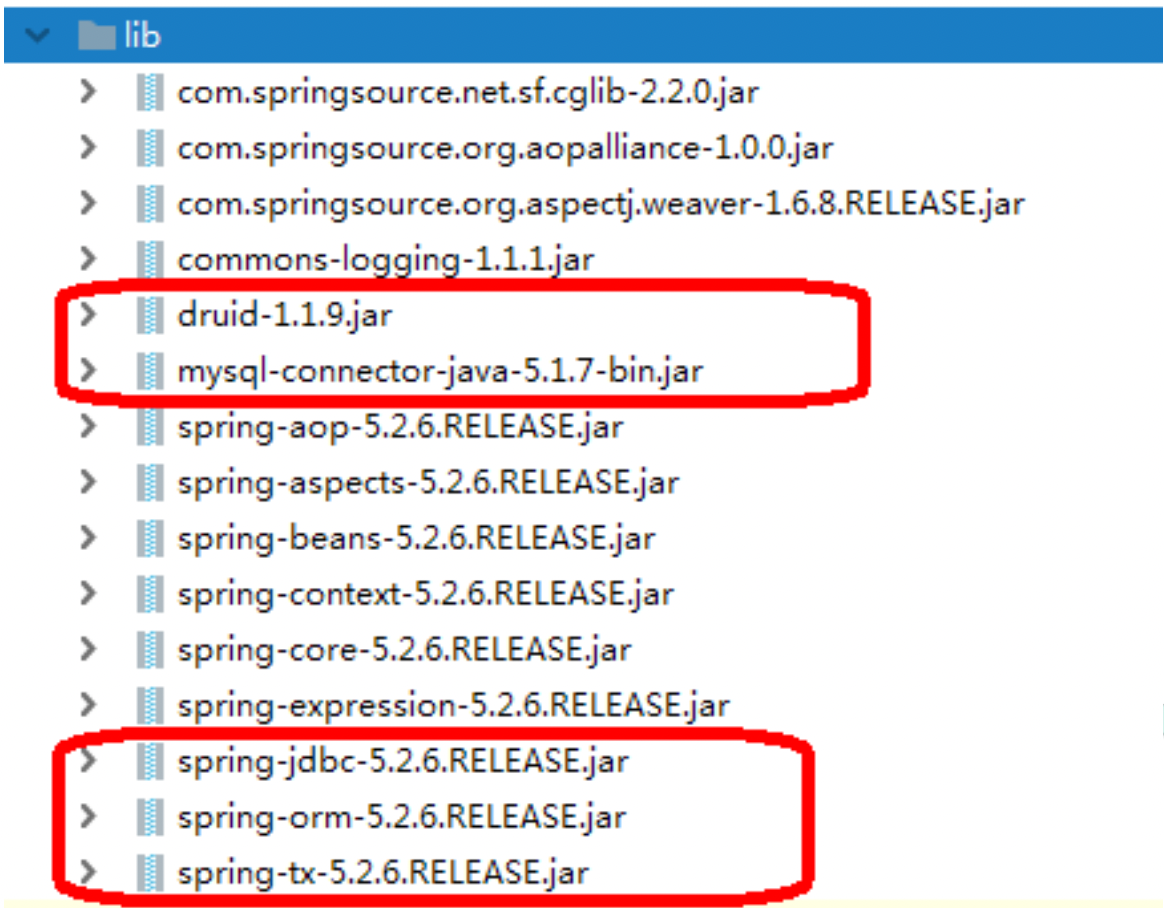 lib
com.springsource.net.sf.cglib-2.2.0.jar
com.springsource.org.aopalliance-1.0.0.jar
com.springsource.org.aspectj.weaver-1.6.8.RELEASE.jar
commons-logging-1.1.1.jar
druid-1.1.9.jar
mysql-connector-java-5.1.7-bin.jar
spring-aop-5.2.6.RELEASE.jar
spring-aspects-5.2.6.RELEASE.jar
spring-beans-5.2.6.RELEASE.jar
spring-context-5.2.6.RELEASE.jar
spring-core-5.2.6.RELEASE.jar
spring-expression-5.2.6.RELEASE.jar
spring-jdbc-5.2.6.RELEASE.jar
spring-orm-5.2.6.RELEASE.jar
spring-tx-5.2.6.RELEASE.jar